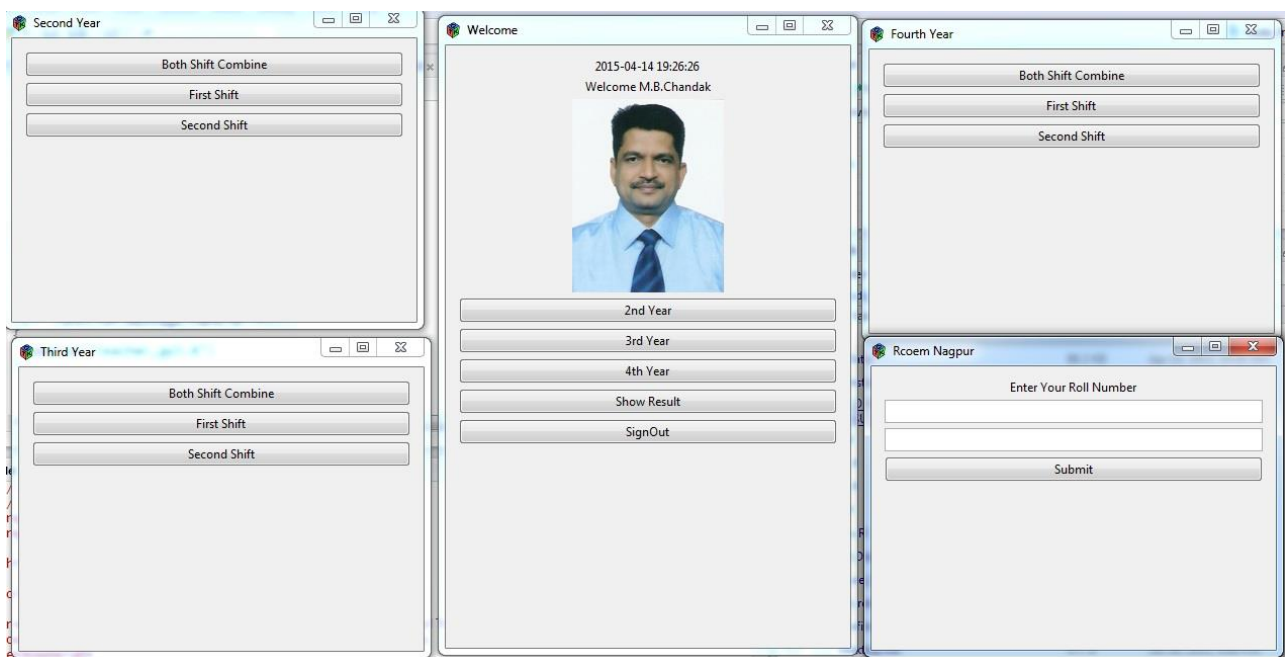 Second Year
Both Shift Combine
First Shift
Second Shift
Welcome
2015-04-14 19:26:26
Welcome M.B.Chandak
2nd Year
3rd Year
4th Year
Show Result
SignOut
Fourth Year
Both Shift Combine
First Shift
Second Shift
Third Year
Both Shift Combine
First Shift
Second Shift
Rcoem Nagpur
Enter Your Roll Number
Submit